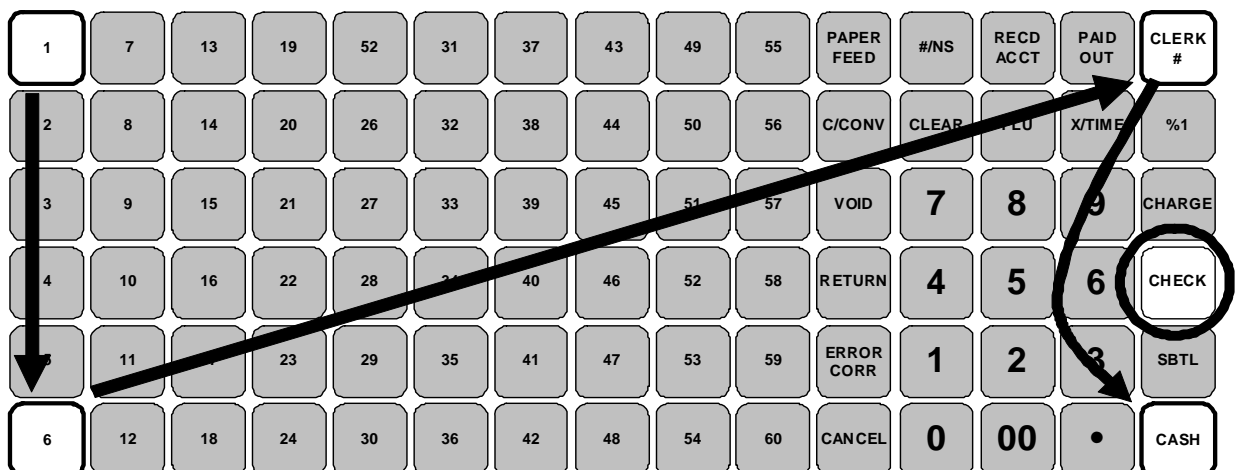 1 7 13 19 52 31 37 43 49 55 PAPER FEED #/NS RECD ACCT PAID OUT CLERK #
2 8 14 20 26 32 38 44 50 56 C/CONV CLEAR PLU X/TIME %1
3 9 15 21 27 33 39 45 51 57 VOID 7 8 9 CHARGE
4 10 16 22 28 40 46 52 58 RETURN 4 5 6 CHECK
5 11 23 29 35 41 47 53 59 ERROR CORR 1 2 3 SBTL
6 12 18 24 30 36 42 48 54 60 CANCEL 0 00 • CASH